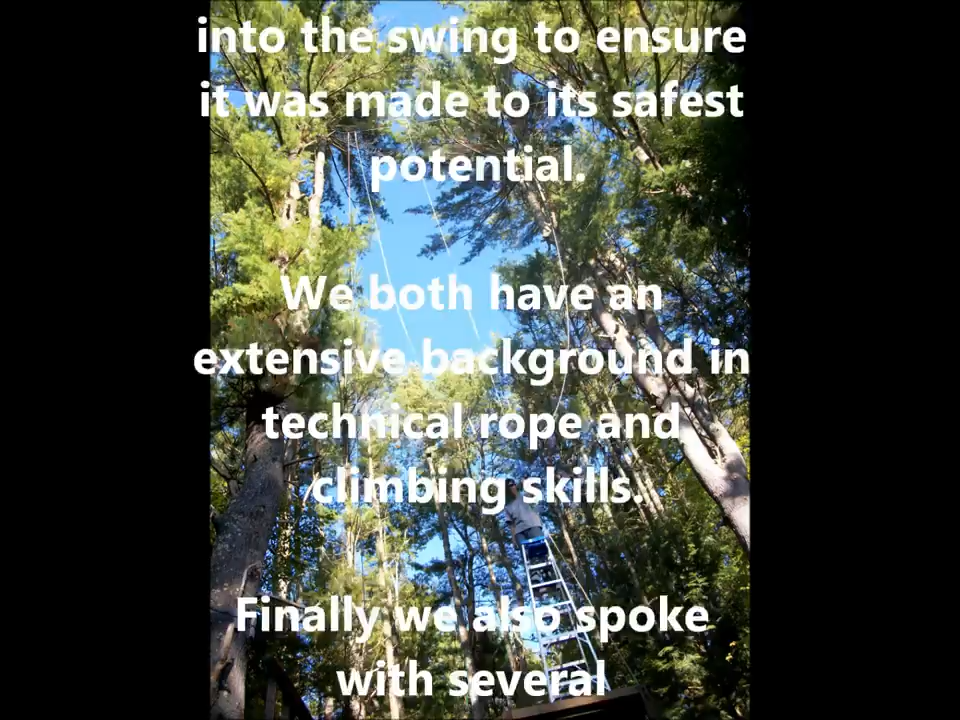 into the swing to ensure
it was made to its safest
potential.
We both have an
extensive background in
technical rope and
climbing skills.
Finally we also spoke
with several